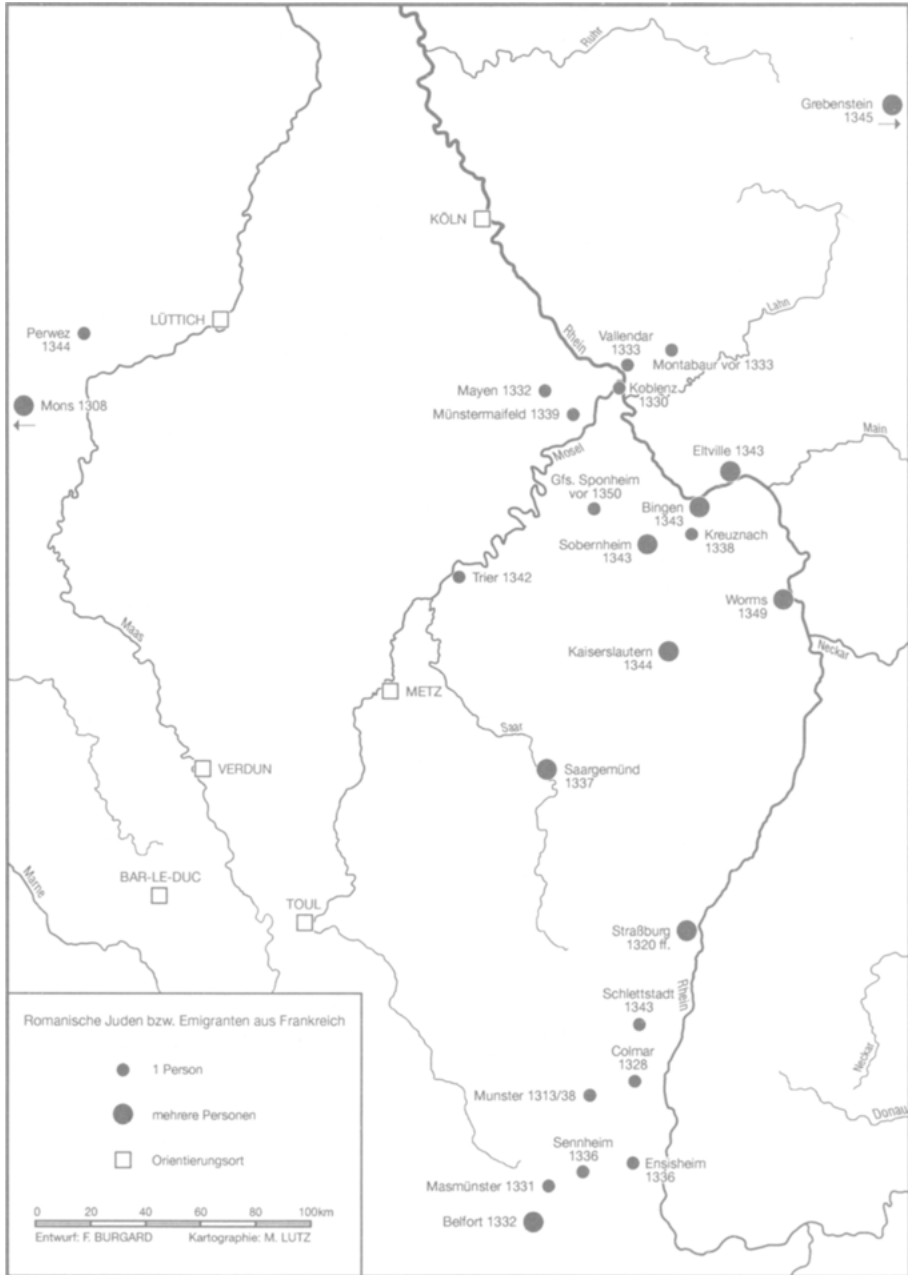 Ruhr
Grebenstein
1345
KÖLN
LÜTTICH
Lahn
Perwez
1344
Rhein
Vallendar
1333
Montabaur vor 1333
Mons 1308
Mayen 1332
Koblenz
1330
Münstermaifeld 1339
Main
Mosel
Eltville 1343
Gfs. Sponheim
vor 1350
Bingen
1343
Kreuznach
1338
Sobernheim
1343
Trier 1342
Worms
1349
Maas
Neckar
Kaiserslautern
1344
METZ
Saar
VERDUN
Saargemünd
1337
BAR-LE-DUC
Marne
TOUL
Straßburg
1320 ff.
Rhein
Schlettstadt
1343
Colmar
1328
Neckar
Munster 1313/38
Donau
Sennheim
1336
Ensisheim
1336
Masmünster 1331
Belfort 1332
Romanische Juden bzw. Emigranten aus Frankreich
1 Person
mehrere Personen
Orientierungsort
0 20 40 60 80 100km
Entwurf: F. BURGARD Kartographie: M. LUTZ